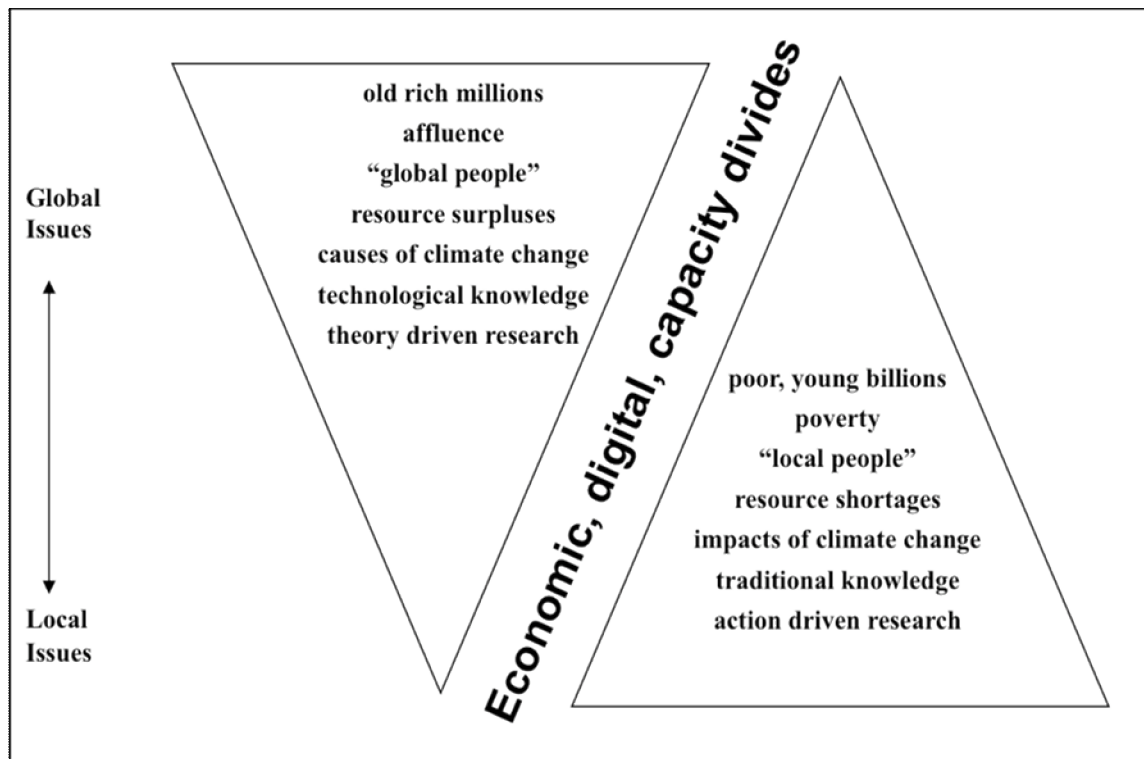 Global
Issues
Local
Issues
old rich millions
affluence
“global people”
resource surpluses
causes of climate change
technological knowledge
theory driven research
Economic, digital, capacity divides
poor, young billions
poverty
“local people”
resource shortages
impacts of climate change
traditional knowledge
action driven research